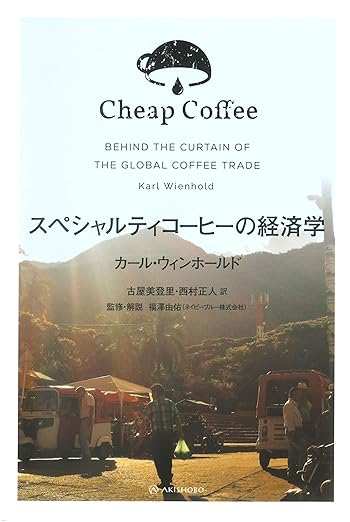 Cheap Coffee
BEHIND THE CURTAIN OF
THE GLOBAL COFFEE TRADE
Karl Wienhold
スペシャルティコーヒーの経済学
カール・ウィンホールド
古屋美登里・西村正人 訳
監修・解説 福澤由佑(ネイビーブルー株式会社)
AKISHOBO